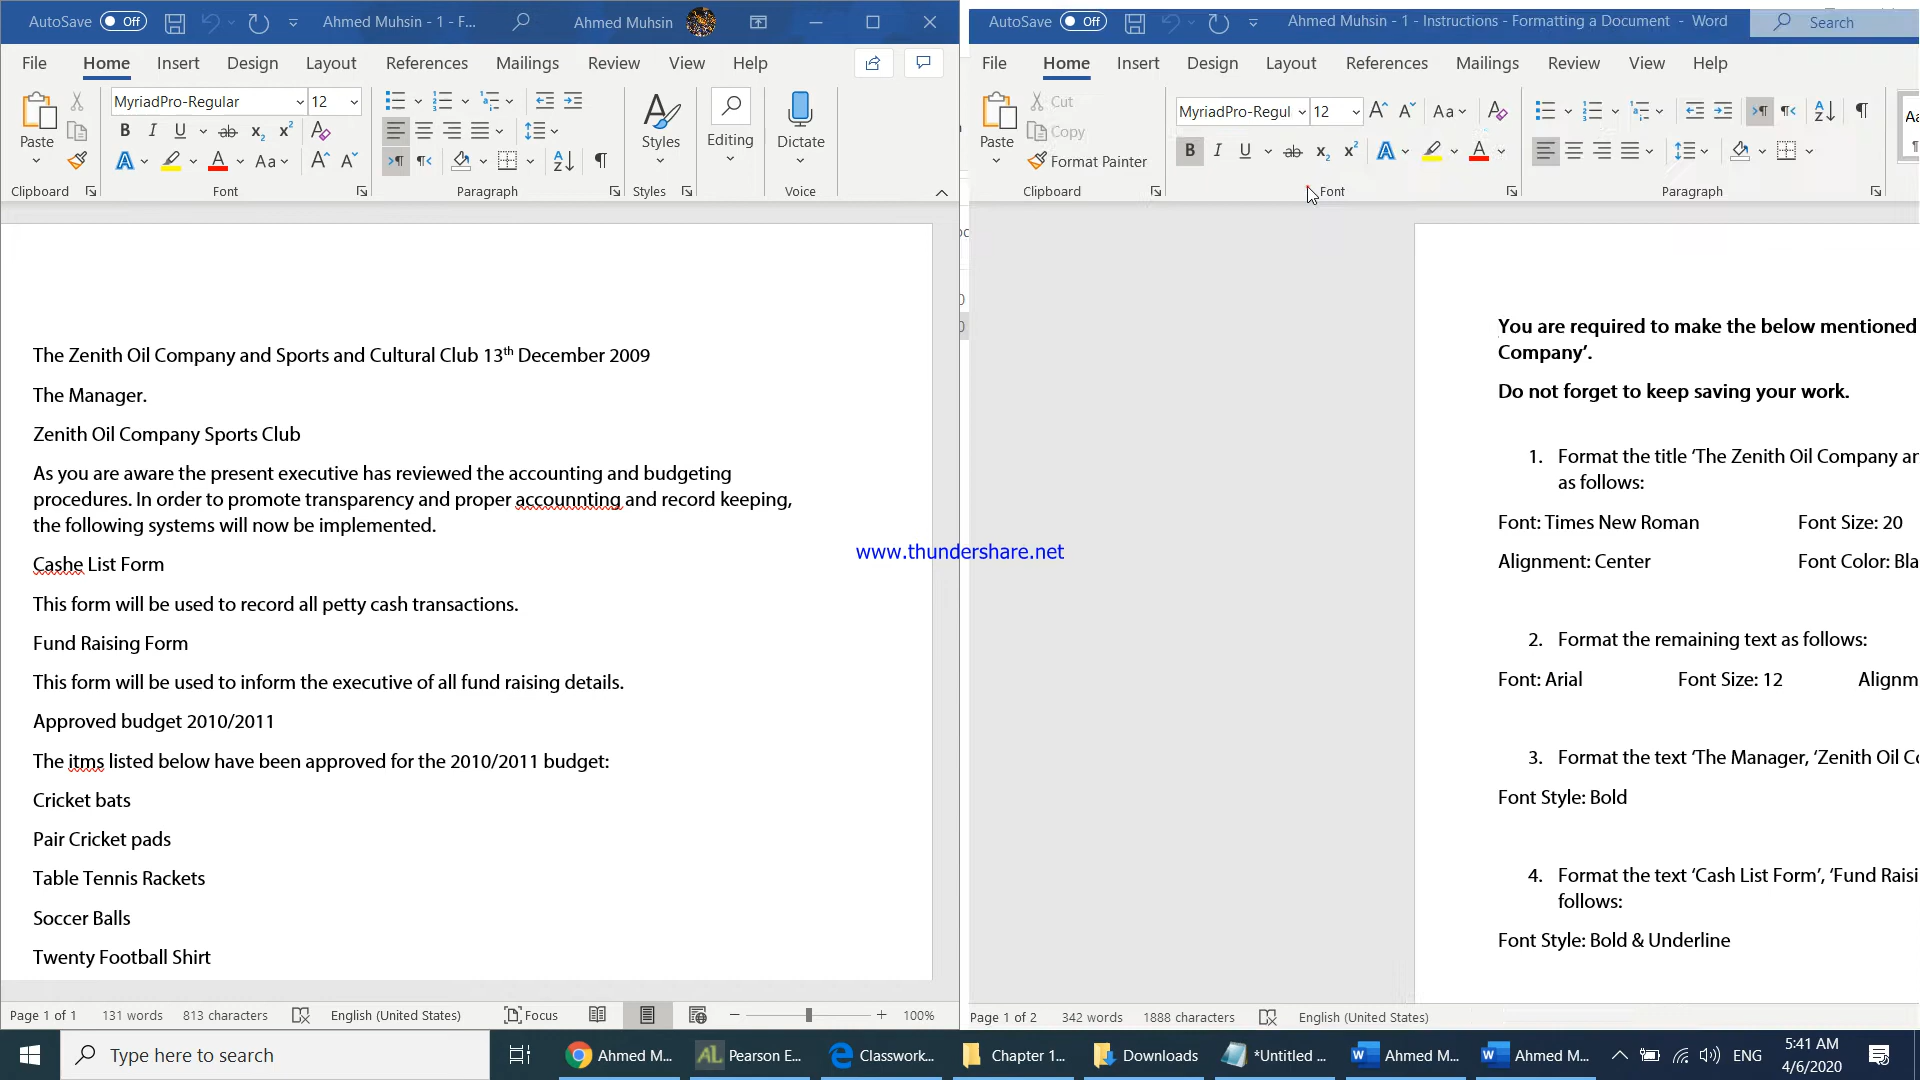 AutoSave Off Ahmed Muhsin - 1 - F... Ahmed Muhsin
File Home Insert Design Layout References Mailings Review View Help
MyriadPro-Regular 12
Paste
B I U ab x₂ x²
A A Aa A A
Styles Editing Dictate
Clipboard Font Paragraph Styles Voice
The Zenith Oil Company and Sports and Cultural Club 13th December 2009
The Manager.
Zenith Oil Company Sports Club
As you are aware the present executive has reviewed the accounting and budgeting
procedures. In order to promote transparency and proper accounnting and record keeping,
the following systems will now be implemented.
Cashe List Form
This form will be used to record all petty cash transactions.
Fund Raising Form
This form will be used to inform the executive of all fund raising details.
Approved budget 2010/2011
The itms listed below have been approved for the 2010/2011 budget:
Cricket bats
Pair Cricket pads
Table Tennis Rackets
Soccer Balls
Twenty Football Shirt
Page 1 of 1 131 words 813 characters English (United States) Focus 100%
AutoSave Off Ahmed Muhsin - 1 - Instructions - Formatting a Document - Word Search
File Home Insert Design Layout References Mailings Review View Help
Paste Cut
Copy
Format Painter
MyriadPro-Regul 12 A A Aa
B I U ab x₂ x² A A
Clipboard Font Paragraph
You are required to make the below mentioned
Company’.
Do not forget to keep saving your work.
1. Format the title ‘The Zenith Oil Company an
as follows:
Font: Times New Roman Font Size: 20
Alignment: Center Font Color: Bla
2. Format the remaining text as follows:
Font: Arial Font Size: 12 Alignm
3. Format the text ‘The Manager, ‘Zenith Oil Co
Font Style: Bold
4. Format the text ‘Cash List Form’, ‘Fund Raisi
follows:
Font Style: Bold & Underline
Page 1 of 2 342 words 1888 characters English (United States)
www.thundershare.net
Type here to search Ahmed M... AL Pearson E... Classwork... Chapter 1... Downloads *Untitled ... Ahmed M... Ahmed M... ENG
5:41 AM
4/6/2020